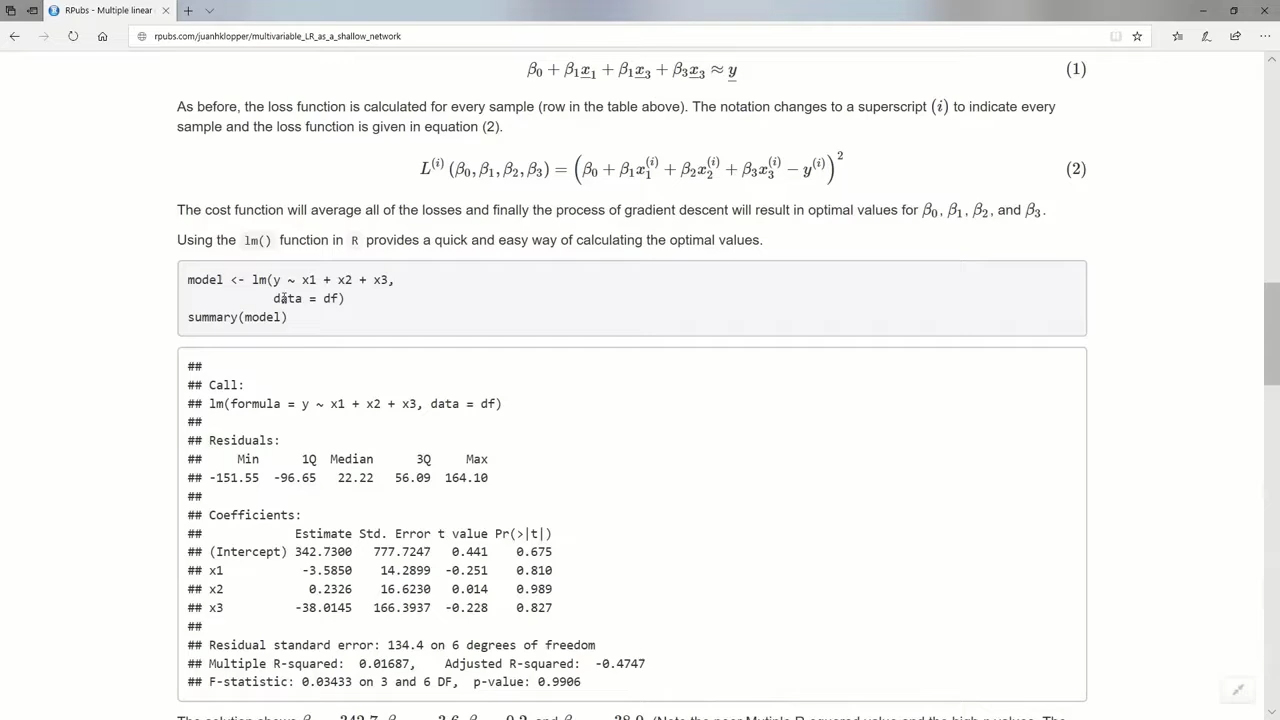 RPubs - Multiple linear
rpubs.com/juanhklopper/multivariable_LR_as_a_shallow_network
β₀ + β₁x₁ + β₁x₃ + β₃x₃ ≈ y (1)
As before, the loss function is calculated for every sample (row in the table above). The notation changes to a superscript (i) to indicate every
sample and the loss function is given in equation (2).
L⁽ⁱ⁾ (β₀, β₁, β₂, β₃) = (β₀ + β₁x₁⁽ⁱ⁾ + β₂x₂⁽ⁱ⁾ + β₃x₃⁽ⁱ⁾ − y⁽ⁱ⁾)² (2)
The cost function will average all of the losses and finally the process of gradient descent will result in optimal values for β₀, β₁, β₂, and β₃.
Using the lm() function in R provides a quick and easy way of calculating the optimal values.
model <- lm(y ~ x1 + x2 + x3,
data = df)
summary(model)
##
## Call:
## lm(formula = y ~ x1 + x2 + x3, data = df)
##
## Residuals:
## Min 1Q Median 3Q Max
## -151.55 -96.65 22.22 56.09 164.10
##
## Coefficients:
## Estimate Std. Error t value Pr(>|t|)
## (Intercept) 342.7300 777.7247 0.441 0.675
## x1 -3.5850 14.2899 -0.251 0.810
## x2 0.2326 16.6230 0.014 0.989
## x3 -38.0145 166.3937 -0.228 0.827
##
## Residual standard error: 134.4 on 6 degrees of freedom
## Multiple R-squared: 0.01687, Adjusted R-squared: -0.4747
## F-statistic: 0.03433 on 3 and 6 DF, p-value: 0.9906